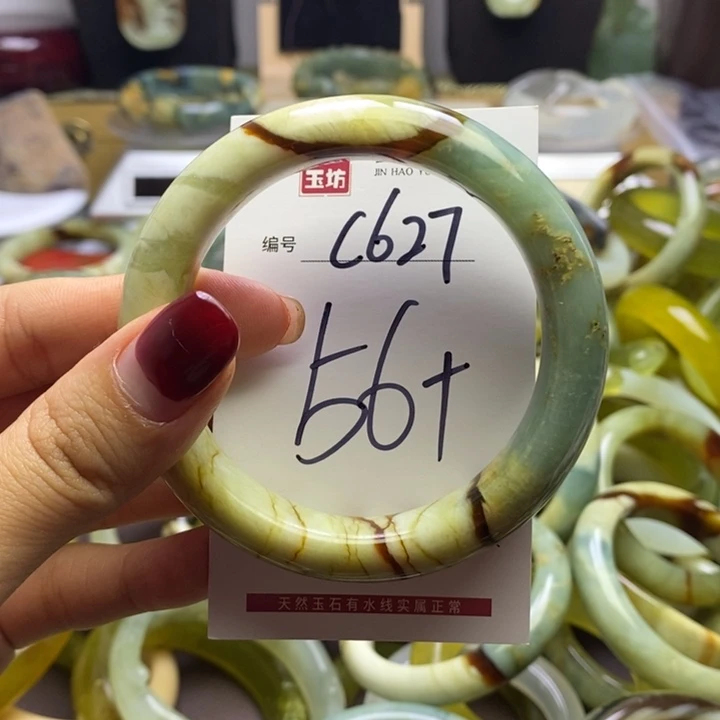 玉坊
JIN HAO YU
编号 C627
56+
天然玉石有水线实属正常